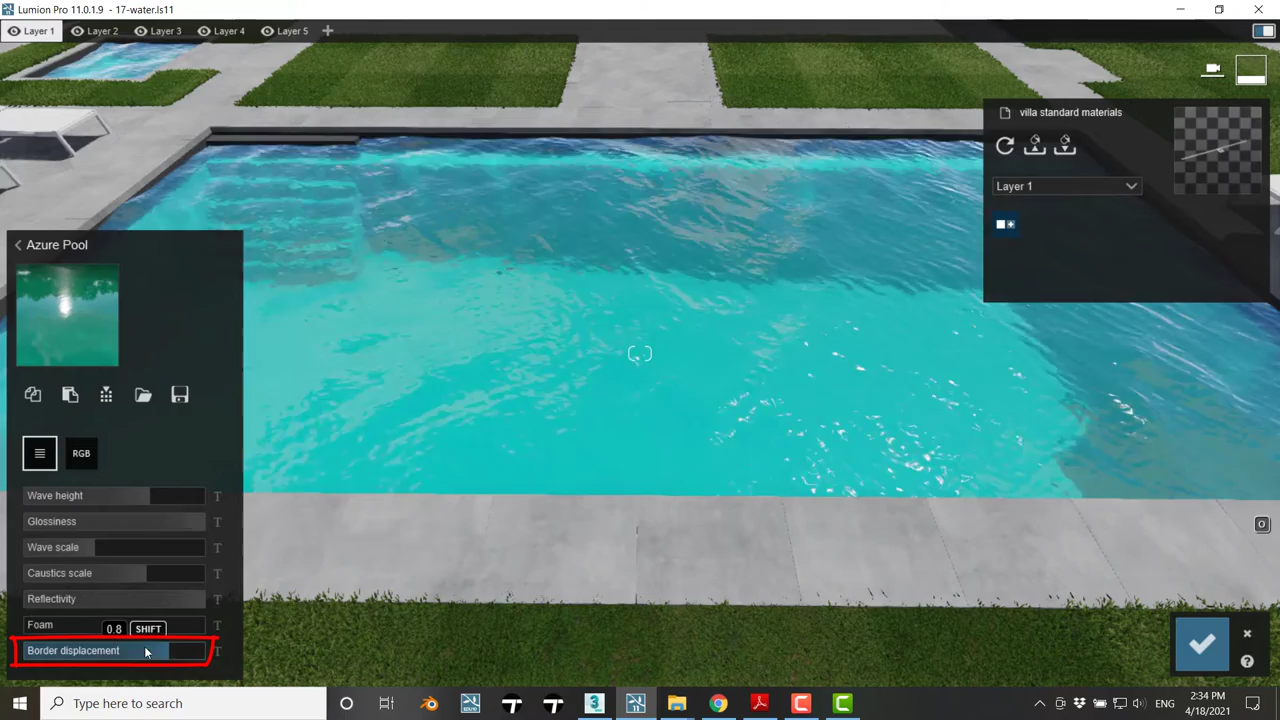 Lumion Pro 11.0.1.9 - 17-water.ls11
Layer 1
Layer 2
Layer 3
Layer 4
Layer 5
villa standard materials
Layer 1
Azure Pool
RGB
Wave height T
Glossiness T
Wave scale T
Caustics scale T
Reflectivity T
Foam T
0.8 SHIFT
Border displacement T
O
Type here to search
ENG
2:34 PM
4/18/2021